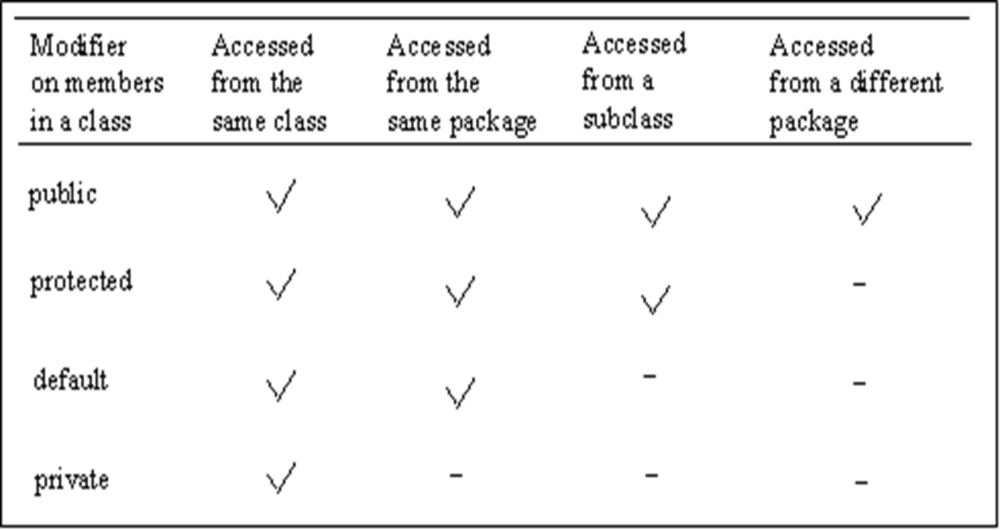 Modifier on members in a class
Accessed from the same class
Accessed from the same package
Accessed from a subclass
Accessed from a different package
public ✓ ✓ ✓ ✓
protected ✓ ✓ ✓ –
default ✓ ✓ – –
private ✓ – – –